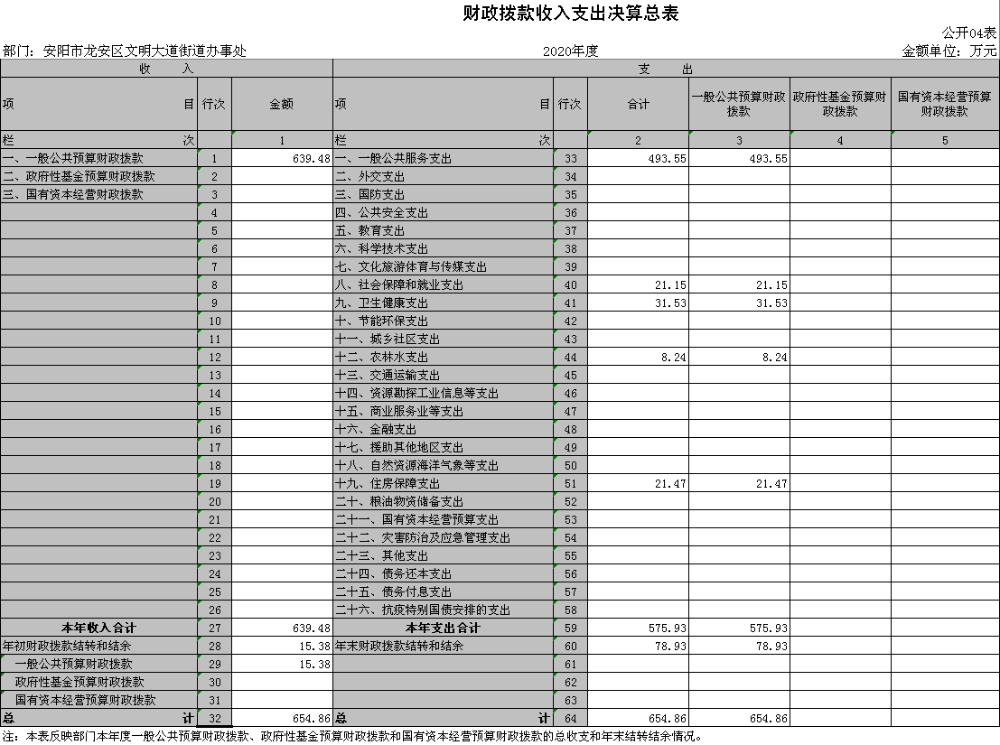 财政拨款收入支出决算总表
公开04表
部门：安阳市龙安区文明大道街道办事处 2020年度 金额单位：万元
收 入 支 出
项 目 行次 金额 项 目 行次 合计 一般公共预算财政拨款 政府性基金预算财政拨款 国有资本经营预算财政拨款
栏 次 1 栏 次 2 3 4 5
一、一般公共预算财政拨款 1 639.48 一、一般公共服务支出 33 493.55 493.55
二、政府性基金预算财政拨款 2 二、外交支出 34
三、国有资本经营财政拨款 3 三、国防支出 35
4 四、公共安全支出 36
5 五、教育支出 37
6 六、科学技术支出 38
7 七、文化旅游体育与传媒支出 39
8 八、社会保障和就业支出 40 21.15 21.15
9 九、卫生健康支出 41 31.53 31.53
10 十、节能环保支出 42
11 十一、城乡社区支出 43
12 十二、农林水支出 44 8.24 8.24
13 十三、交通运输支出 45
14 十四、资源勘探工业信息等支出 46
15 十五、商业服务业等支出 47
16 十六、金融支出 48
17 十七、援助其他地区支出 49
18 十八、自然资源海洋气象等支出 50
19 十九、住房保障支出 51 21.47 21.47
20 二十、粮油物资储备支出 52
21 二十一、国有资本经营预算支出 53
22 二十二、灾害防治及应急管理支出 54
23 二十三、其他支出 55
24 二十四、债务还本支出 56
25 二十五、债务付息支出 57
26 二十六、抗疫特别国债安排的支出 58
本年收入合计 27 639.48 本年支出合计 59 575.93 575.93
年初财政拨款结转和结余 28 15.38 年末财政拨款结转和结余 60 78.93 78.93
一般公共预算财政拨款 29 15.38 61
政府性基金预算财政拨款 30 62
国有资本经营预算财政拨款 31 63
总 计 32 654.86 总 计 64 654.86 654.86
注：本表反映部门本年度一般公共预算财政拨款、政府性基金预算财政拨款和国有资本经营预算财政拨款的总收支和年末结转结余情况。